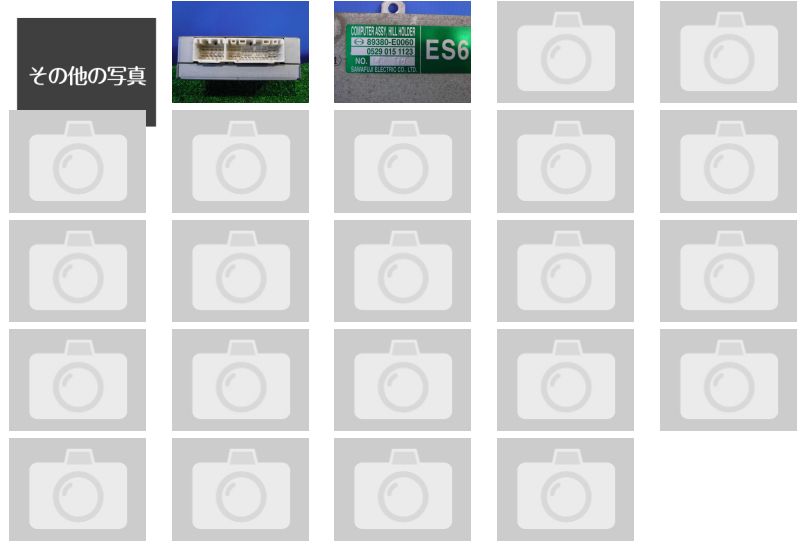 その他の写真
COMPUTER ASSY, HILL HOLDER
89380-E0060
0529 015 1123
NO.
SAWAFUJI ELECTRIC CO., LTD.
ES6